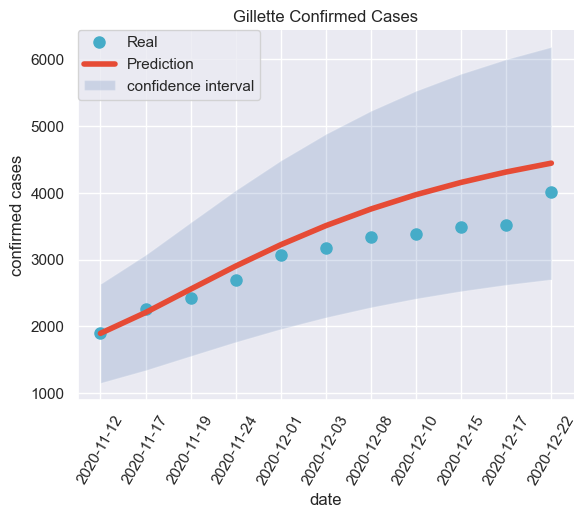 Gillette Confirmed Cases
Real
Prediction
confidence interval
6000
5000
4000
3000
2000
1000
confirmed cases
2020-11-12
2020-11-17
2020-11-19
2020-11-24
2020-12-01
2020-12-03
2020-12-08
2020-12-10
2020-12-15
2020-12-17
2020-12-22
date